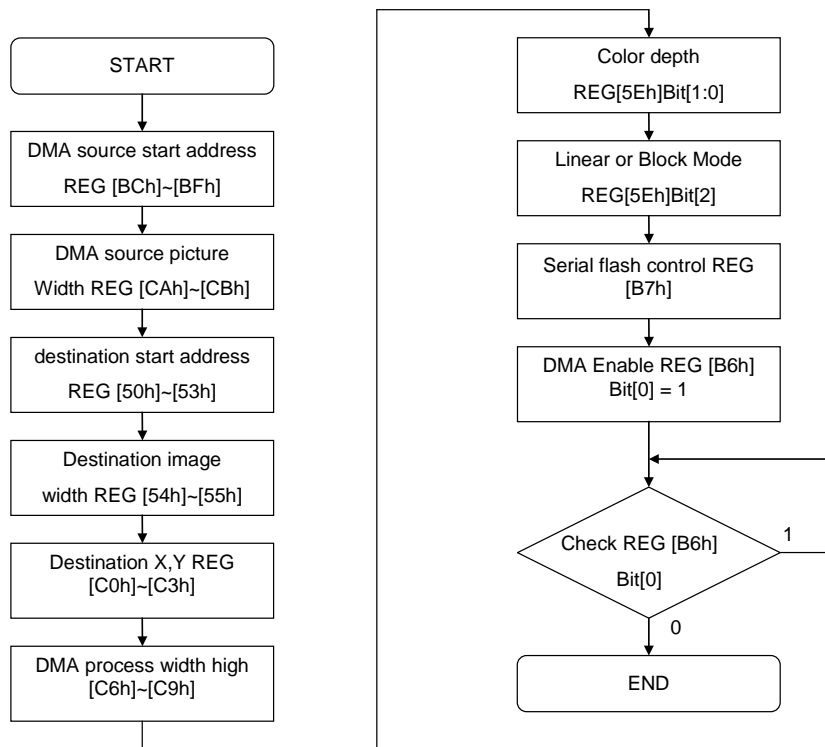 START
DMA source start address
REG [BCh]~[BFh]
DMA source picture
Width REG [CAh]~[CBh]
destination start address
REG [50h]~[53h]
Destination image
width REG [54h]~[55h]
Destination X,Y REG
[C0h]~[C3h]
DMA process width high
[C6h]~[C9h]
Color depth
REG[5Eh]Bit[1:0]
Linear or Block Mode
REG[5Eh]Bit[2]
Serial flash control REG
[B7h]
DMA Enable REG [B6h]
Bit[0] = 1
Check REG [B6h]
Bit[0]
1
0
END